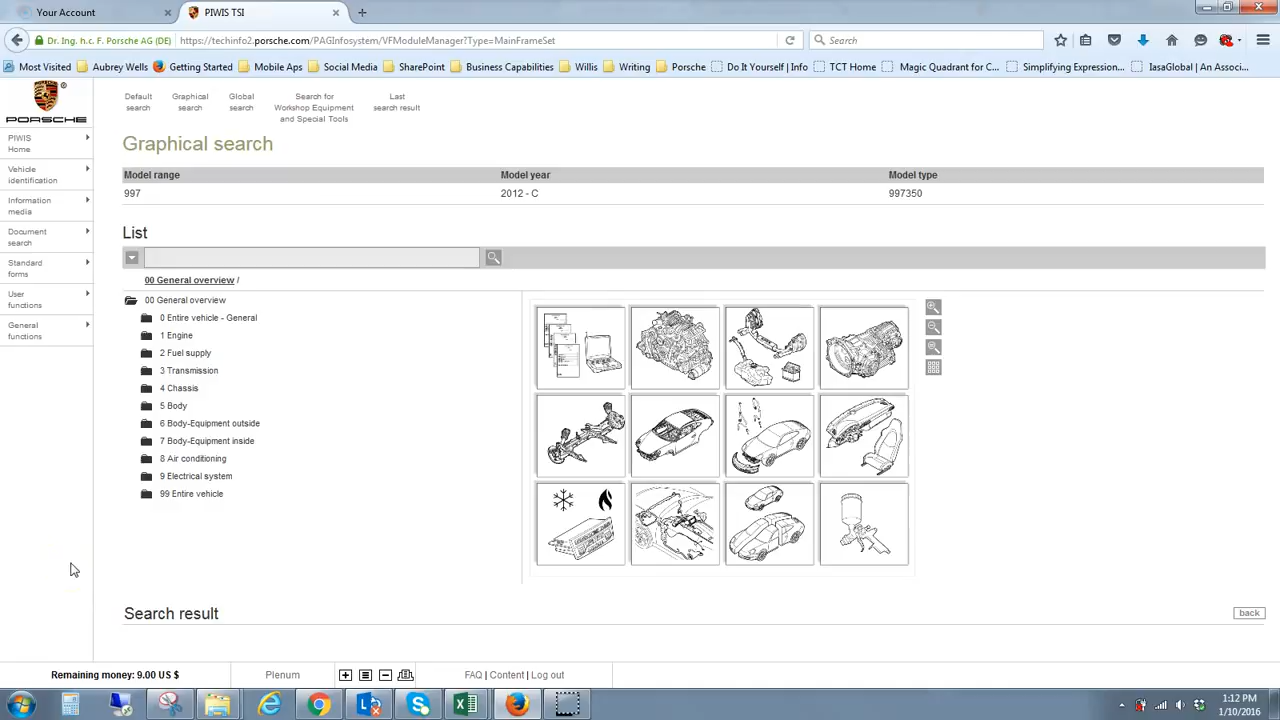 Your Account
PIWIS TSI
Dr. Ing. h.c. F. Porsche AG (DE)
https://techinfo2.porsche.com/PAGInfosystem/VFModuleManager?Type=MainFrameSet
Search
Most Visited
Aubrey Wells
Getting Started
Mobile Apps
Social Media
SharePoint
Business Capabilities
Willis
Writing
Porsche
Do It Yourself | Info
TCT Home
Magic Quadrant for C...
Simplifying Expression...
IasaGlobal | An Associ...
PORSCHE
Default search
Graphical search
Global search
Search for Workshop Equipment and Special Tools
Last search result
PIWIS Home
Vehicle identification
Information media
Document search
Standard forms
User functions
General functions
Graphical search
Model range
Model year
Model type
997
2012 - C
997350
List
00 General overview /
00 General overview
0 Entire vehicle - General
1 Engine
2 Fuel supply
3 Transmission
4 Chassis
5 Body
6 Body-Equipment outside
7 Body-Equipment inside
8 Air conditioning
9 Electrical system
99 Entire vehicle
Search result
back
Remaining money: 9.00 US $
Plenum
FAQ | Content | Log out
1:12 PM
1/10/2016